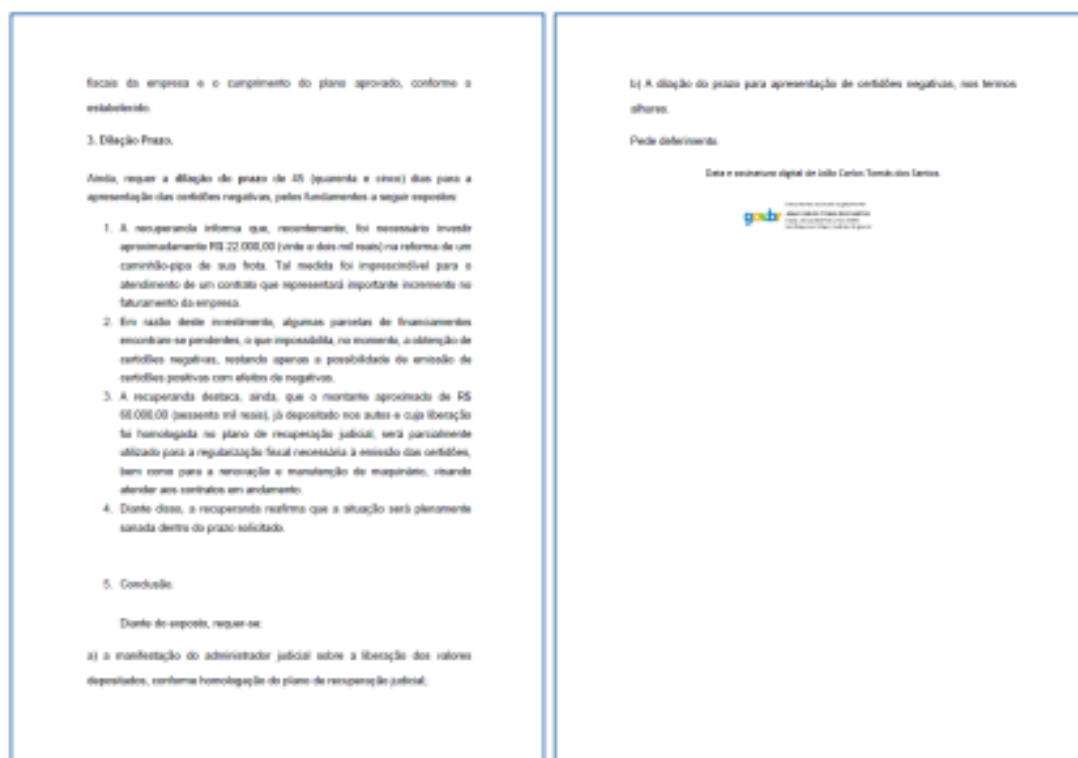 fiscais da empresa e o cumprimento do plano aprovado, conforme o
estabelecido.
3. Dilação Prazo.
Ainda, requer a dilação do prazo de 45 (quarenta e cinco) dias para a
apresentação das certidões negativas, pelos fundamentos a seguir expostos:
1. A recuperanda informa que, recentemente, foi necessário investir
aproximadamente R$ 22.000,00 (vinte e dois mil reais) na reforma de um
caminhão-pipa de sua frota. Tal medida foi imprescindível para o
atendimento de um contrato que representará importante incremento no
faturamento da empresa.
2. Em razão deste investimento, algumas parcelas de financiamentos
encontram-se pendentes, o que impossibilita, no momento, a obtenção de
certidões negativas, restando apenas a possibilidade de emissão de
certidões positivas com efeitos de negativas.
3. A recuperanda destaca, ainda, que o montante aproximado de R$
60.000,00 (sessenta mil reais), já depositado nos autos e cuja liberação
foi homologada no plano de recuperação judicial, será parcialmente
utilizado para a regularização fiscal necessária à emissão das certidões,
bem como para a renovação e manutenção de maquinário, visando
atender aos contratos em andamento.
4. Diante disso, a recuperanda reafirma que a situação será plenamente
sanada dentro do prazo solicitado.
5. Conclusão.
Diante do exposto, requer-se:
a) a manifestação do administrador judicial sobre a liberação dos valores
depositados, conforme homologação do plano de recuperação judicial;
b) A dilação do prazo para apresentação de certidões negativas, nos termos
alhures.
Pede deferimento.
Data e assinatura digital de João Carlos Tomés dos Santos.
gov.br